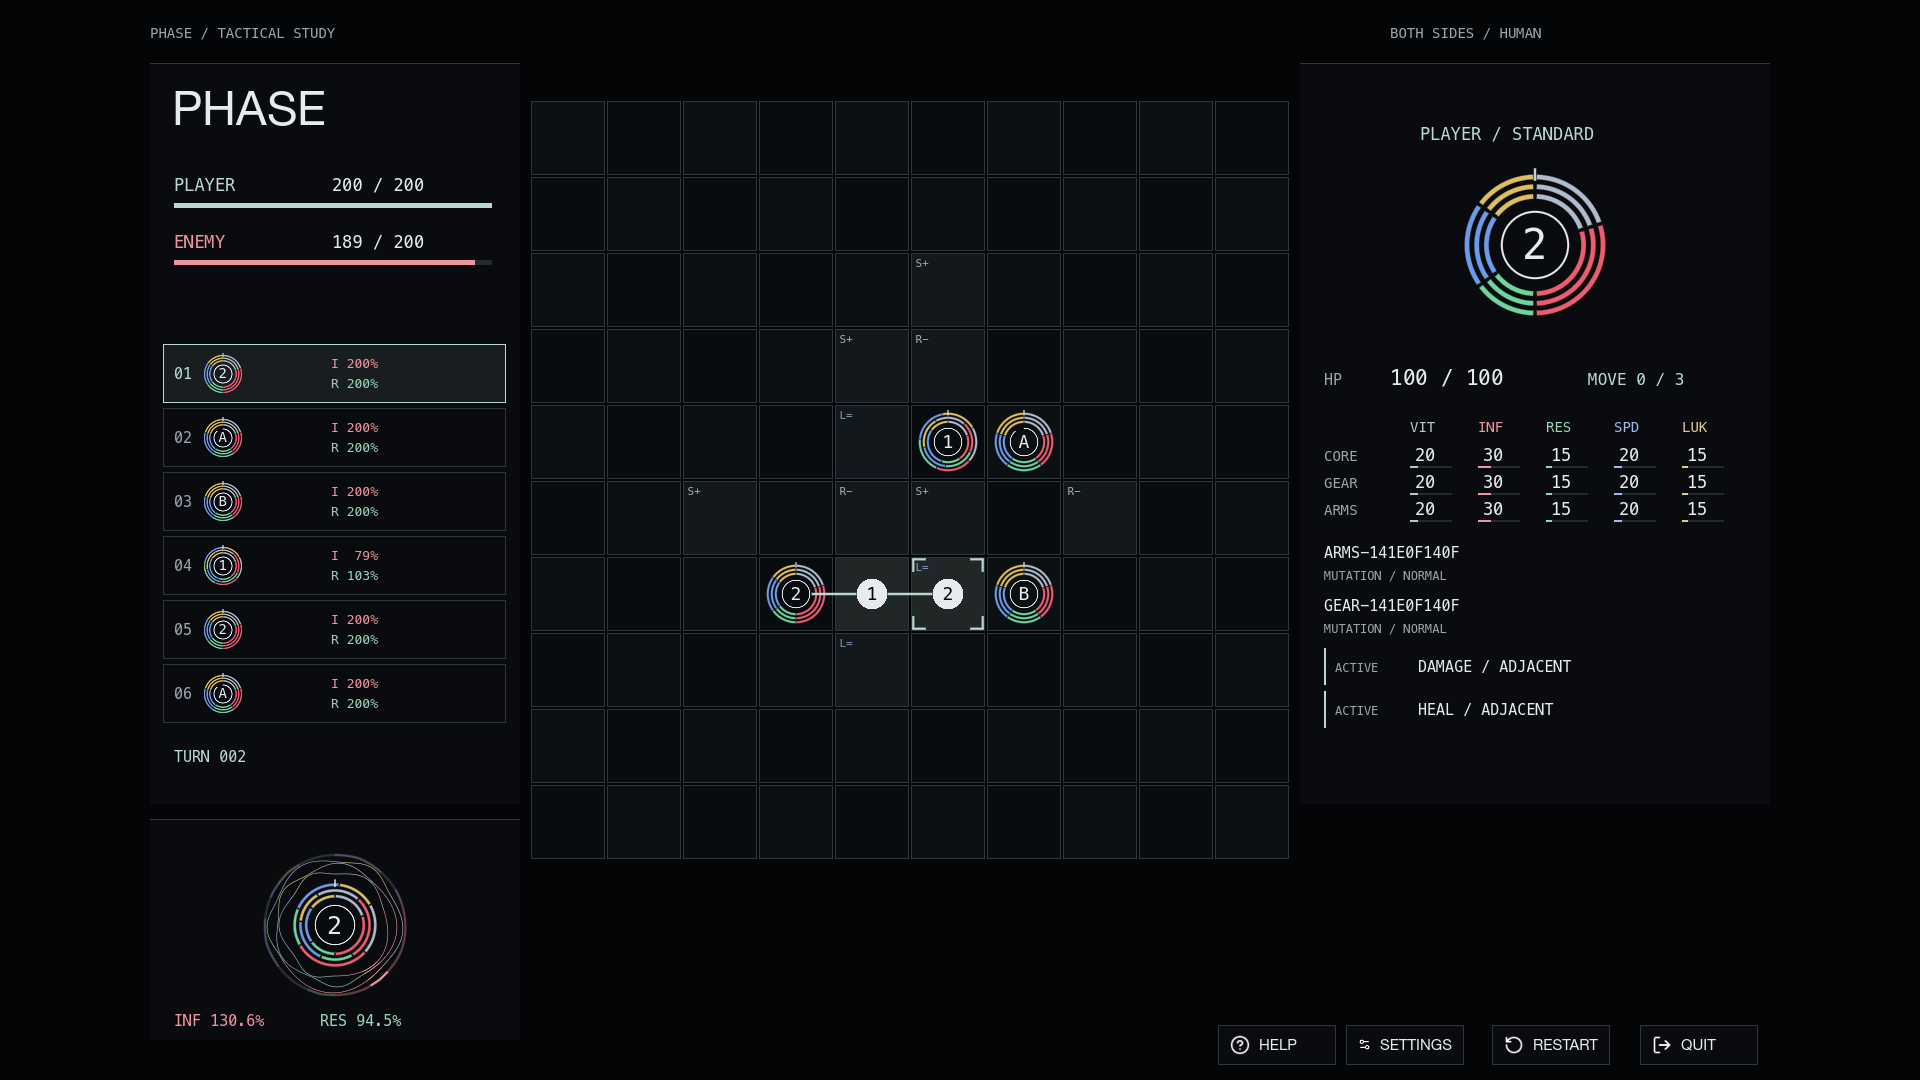 PHASE / TACTICAL STUDY
BOTH SIDES / HUMAN
PHASE
PLAYER 200 / 200
ENEMY 189 / 200
01 2 I 200%
R 200%
02 A I 200%
R 200%
03 B I 200%
R 200%
04 1 I 79%
R 103%
05 2 I 200%
R 200%
06 A I 200%
R 200%
TURN 002
2
INF 130.6% RES 94.5%
S+
S+ R−
L= 1 A
S+ R− S+ R−
L=
2 1 2 B
L=
PLAYER / STANDARD
2
HP 100 / 100 MOVE 0 / 3
VIT INF RES SPD LUK
CORE 20 30 15 20 15
GEAR 20 30 15 20 15
ARMS 20 30 15 20 15
ARMS−141E0F140F
MUTATION / NORMAL
GEAR−141E0F140F
MUTATION / NORMAL
ACTIVE DAMAGE / ADJACENT
ACTIVE HEAL / ADJACENT
HELP SETTINGS RESTART QUIT